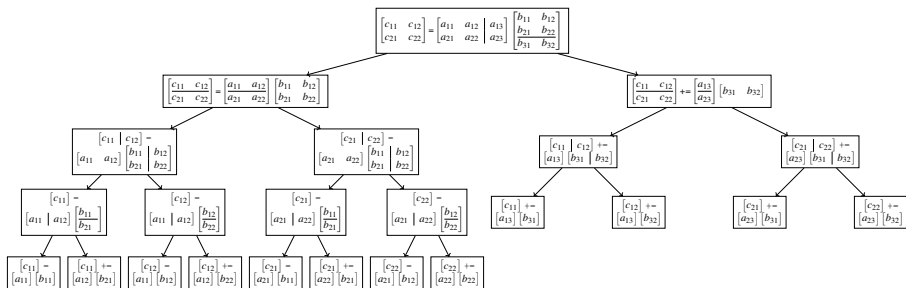 [c11 c12; c21 c22] = [a11 a12 | a13; a21 a22 | a23] [b11 b12; b21 b22; b31 b32]
[c11 c12; c21 c22] = [a11 a12; a21 a22] [b11 b12; b21 b22]
[c11 c12; c21 c22] += [a13; a23] [b31 b32]
[c11 | c12] =
[a11 a12] [b11 | b12; b21 | b22]
[c21 | c22] =
[a21 a22] [b11 | b12; b21 | b22]
[c11 | c12] +=
[a13] [b31 | b32]
[c21 | c22] +=
[a23] [b31 | b32]
[c11] =
[a11 | a12] [b11; b21]
[c12] =
[a11 | a12] [b12; b22]
[c21] =
[a21 | a22] [b11; b21]
[c22] =
[a21 | a22] [b12; b22]
[c11] +=
[a13] [b31]
[c12] +=
[a13] [b32]
[c21] +=
[a23] [b31]
[c22] +=
[a23] [b32]
[c11] =
[a11] [b11]
[c11] +=
[a12] [b21]
[c12] =
[a11] [b12]
[c12] +=
[a12] [b22]
[c21] =
[a21] [b11]
[c21] +=
[a22] [b21]
[c22] =
[a21] [b12]
[c22] +=
[a22] [b22]